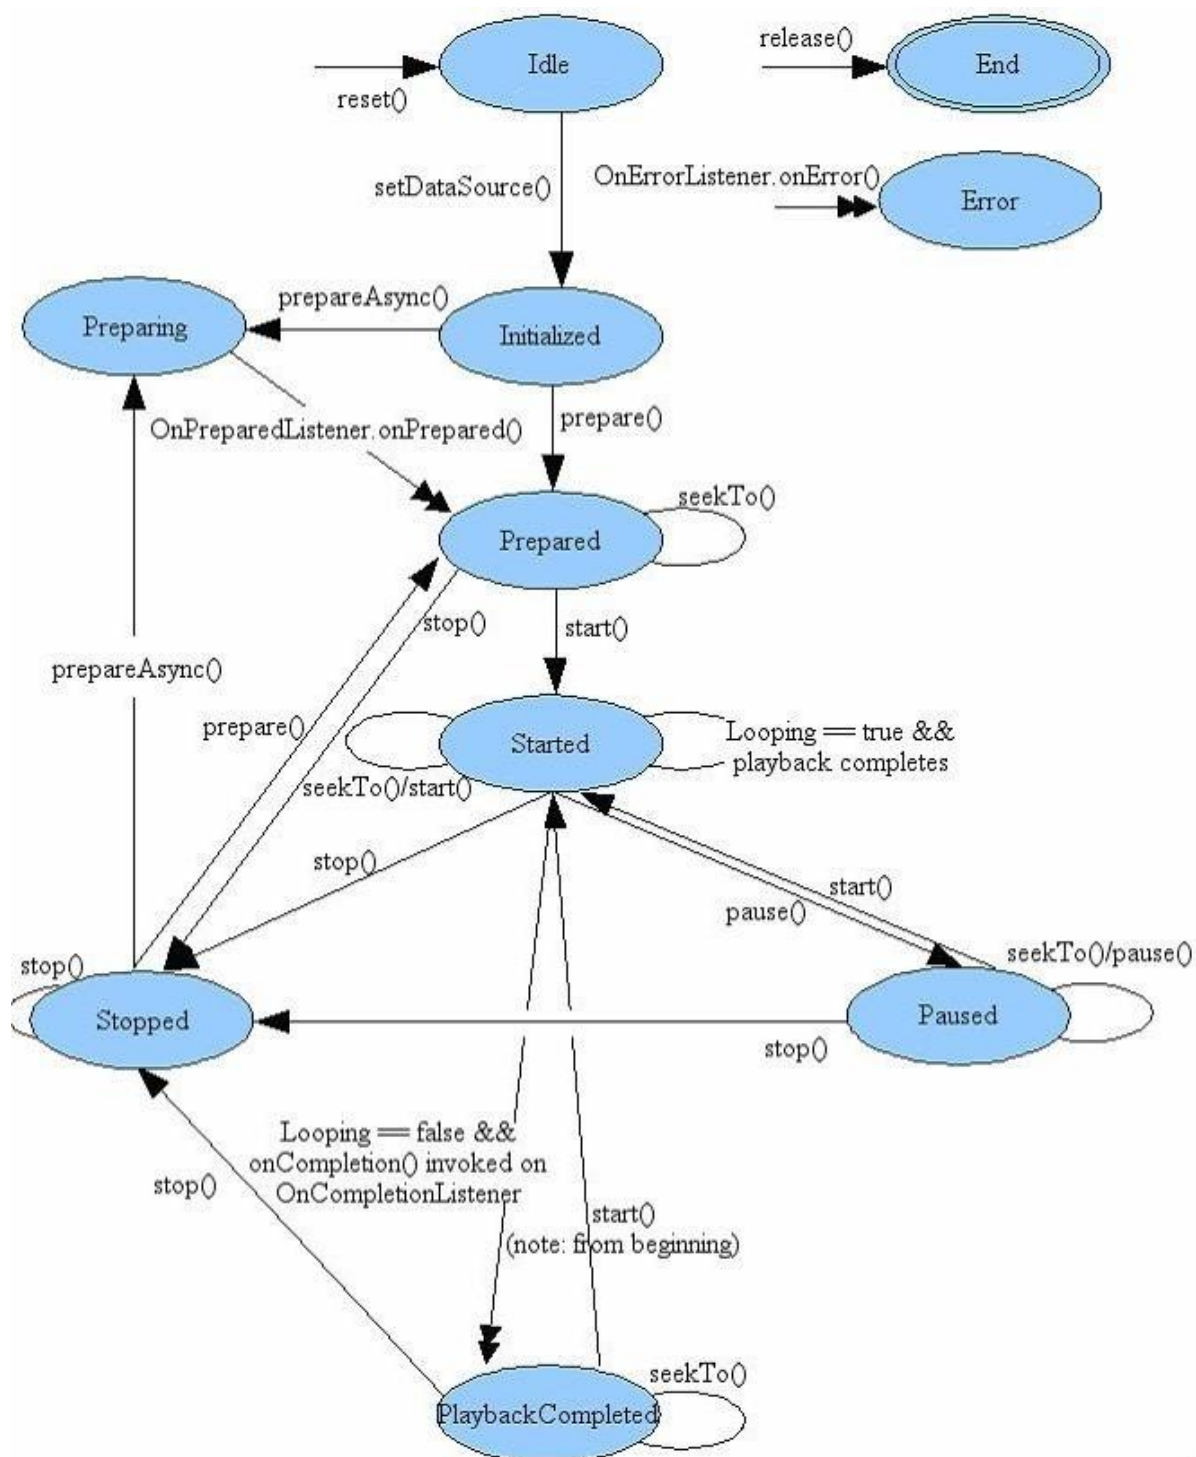 Idle
release()
End
reset()
setDataSource()
OnErrorListener.onError()
Error
prepareAsync()
Preparing
Initialized
prepare()
OnPreparedListener.onPrepared()
seekTo()
Prepared
stop()
start()
prepareAsync()
prepare()
Started
Looping == true &&
playback completes
seekTo()/start()
stop()
start()
pause()
seekTo()/pause()
stop()
Stopped
Paused
stop()
Looping == false &&
onCompletion() invoked on
OnCompletionListener
stop()
start()
(note: from beginning)
seekTo()
PlaybackCompleted